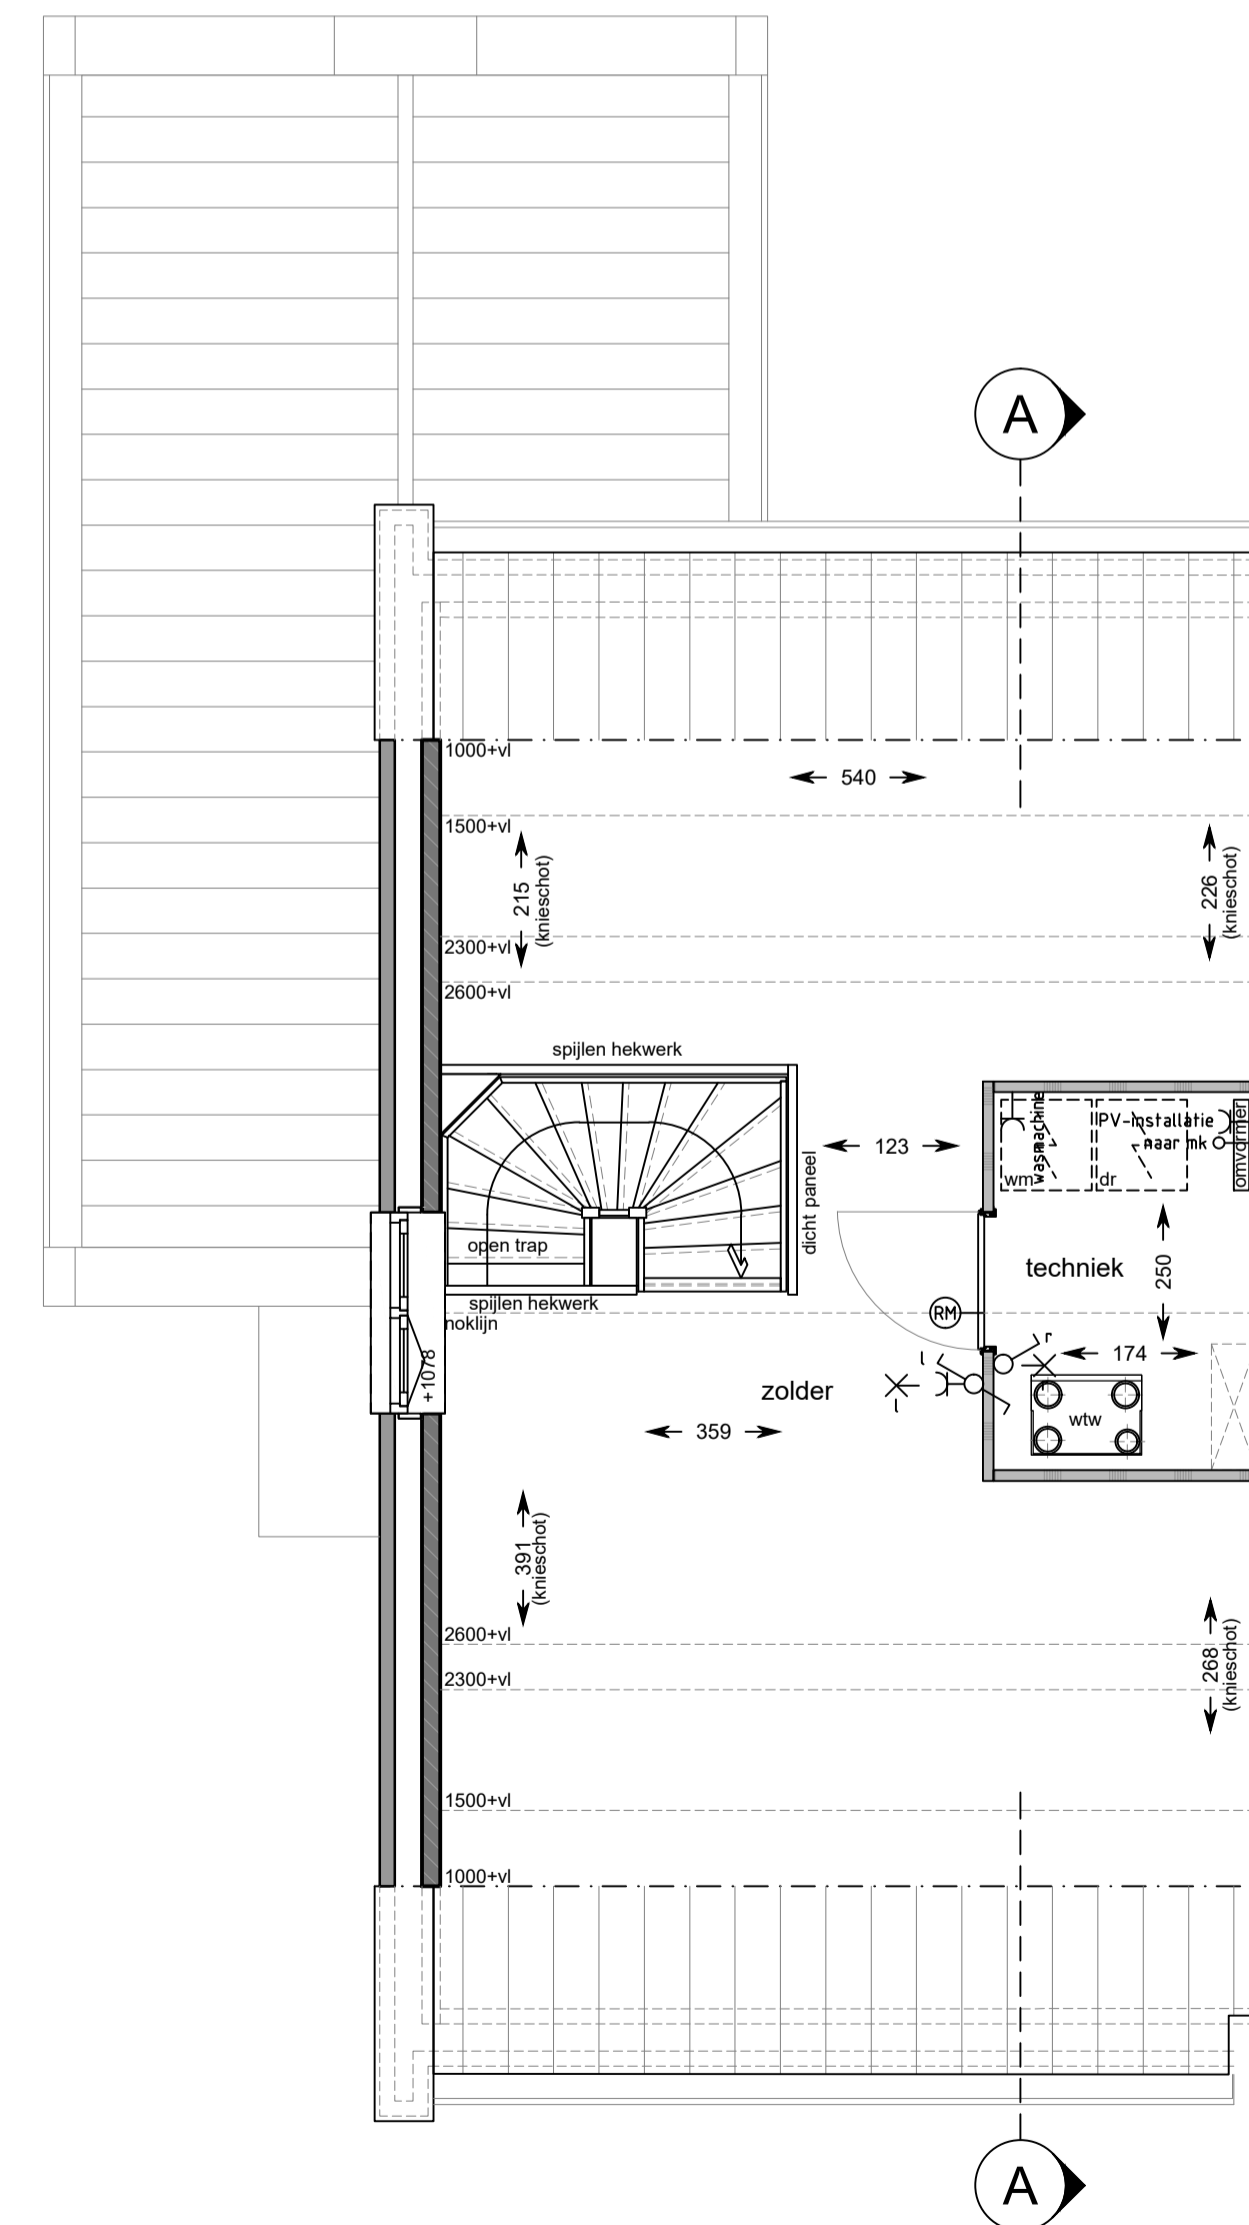 A
1000+vl
540
1500+vl
215
(knieschot)
226
(knieschot)
2300+vl
2600+vl
spijlen hekwerk
123
dicht paneel
wasmachine
wm
PV-installatie
naar mk
dr
omvormer
open trap
spijlen hekwerk
noklijn
techniek
250
RM
+1078
l
r
174
zolder
l
wtw
359
391
(knieschot)
2600+vl
268
(knieschot)
2300+vl
1500+vl
1000+vl
A